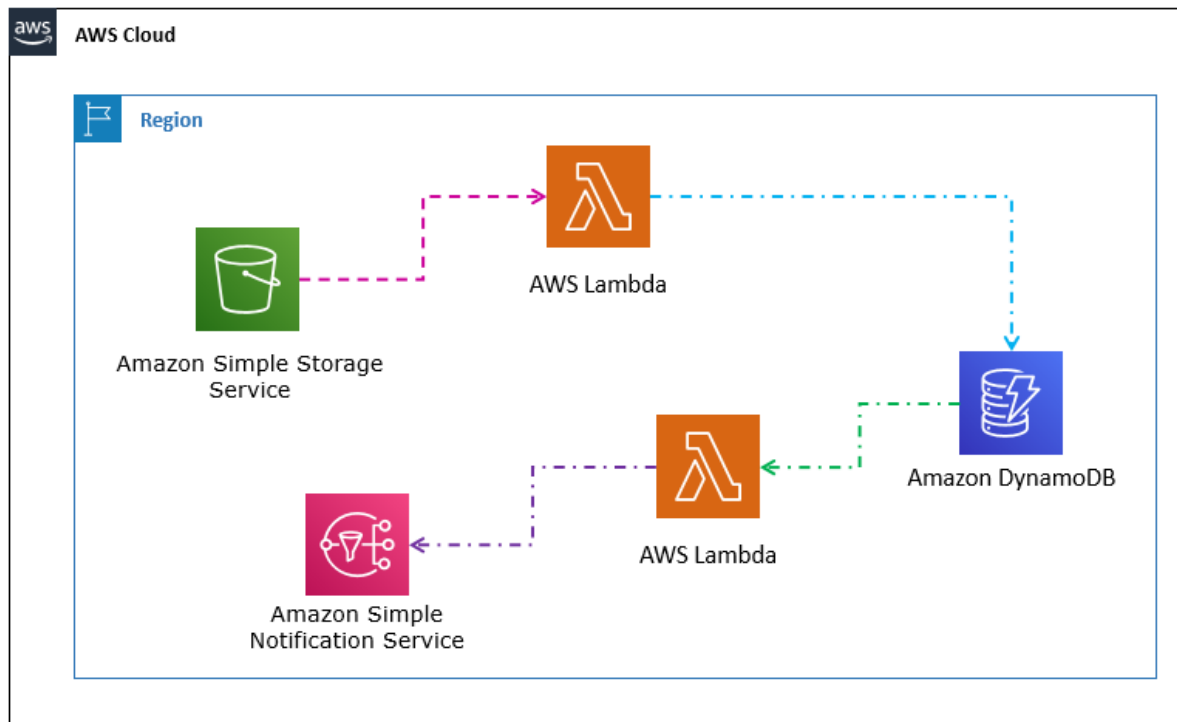 aws
AWS Cloud
Region
AWS Lambda
Amazon Simple Storage
Service
Amazon DynamoDB
AWS Lambda
Amazon Simple
Notification Service